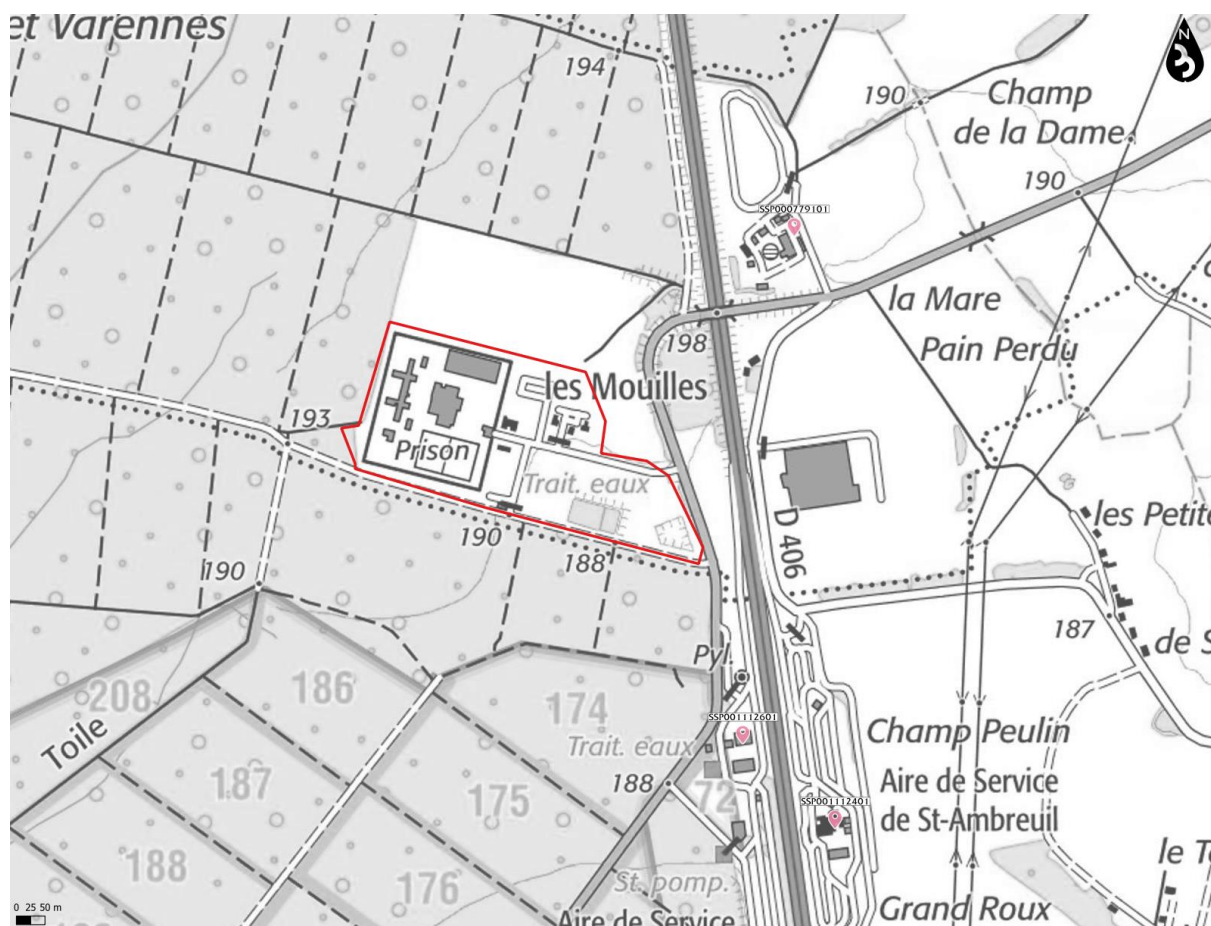 et Varennes
N
194
190
Champ
de la Dame
190
SSP000779101
la Mare
198
Pain Perdu
les Mouilles
193
Prison
Trait. eaux
D 406
les Petit
190
188
190
187
de S
Pyl.
208
186
174
SSP001112601
Champ Peulin
Toile
Trait. eaux
Aire de Service
de St-Ambreuil
187
175
188
72
SSP001112401
188
176
St. pomp.
le T
Grand Roux
Aire de Service
0 25 50 m